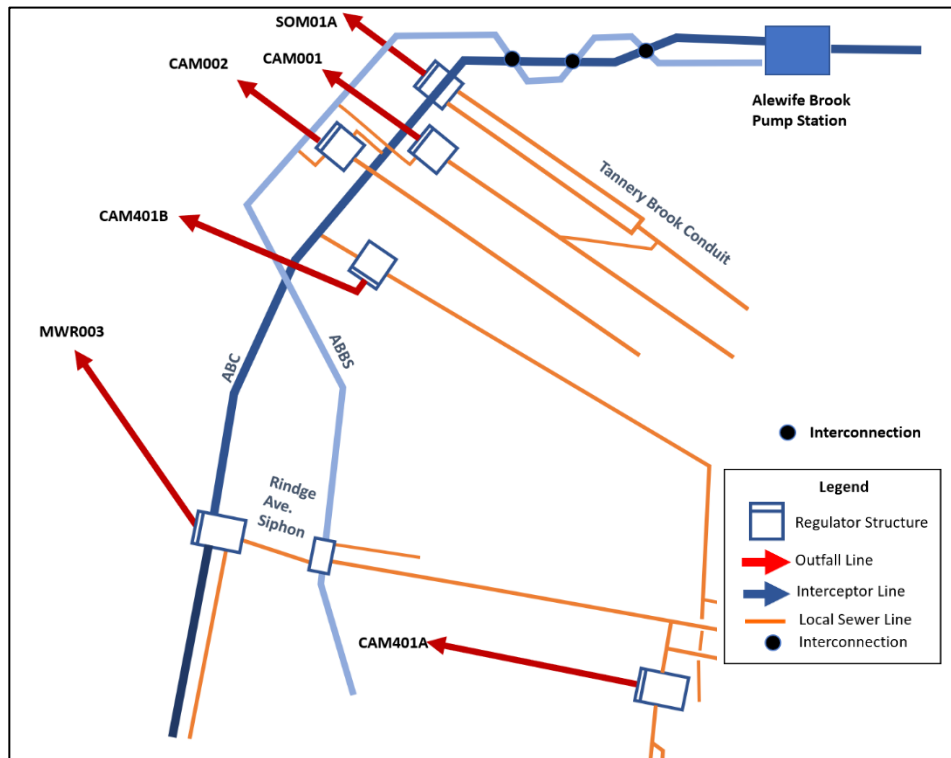 SOM01A
CAM002
CAM001
Alewife Brook
Pump Station
Tannery Brook Conduit
CAM401B
MWR003
ABC
ABBS
Interconnection
Rindge
Ave.
Siphon
Legend
Regulator Structure
Outfall Line
Interceptor Line
Local Sewer Line
Interconnection
CAM401A